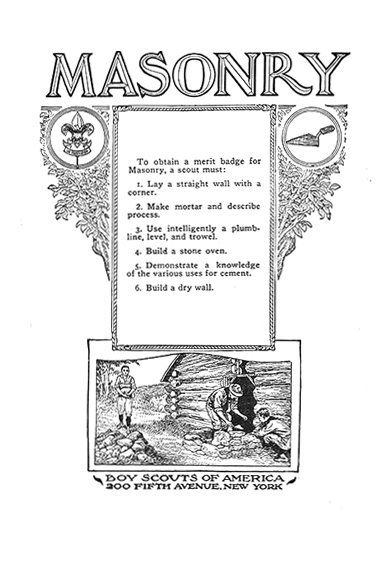 MASONRY
To obtain a merit badge for
Masonry, a scout must:
1. Lay a straight wall with a
corner.
2. Make mortar and describe
process.
3. Use intelligently a plumb-
line, level, and trowel.
4. Build a stone oven.
5. Demonstrate a knowledge
of the various uses for cement.
6. Build a dry wall.
BOY SCOUTS OF AMERICA
200 FIFTH AVENUE, NEW YORK